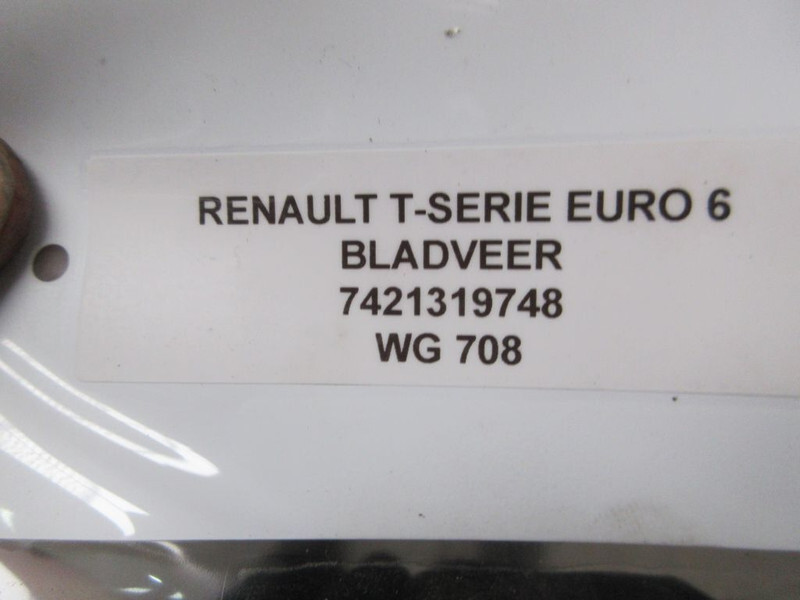 RENAULT T-SERIE EURO 6
BLADVEER
7421319748
WG 708